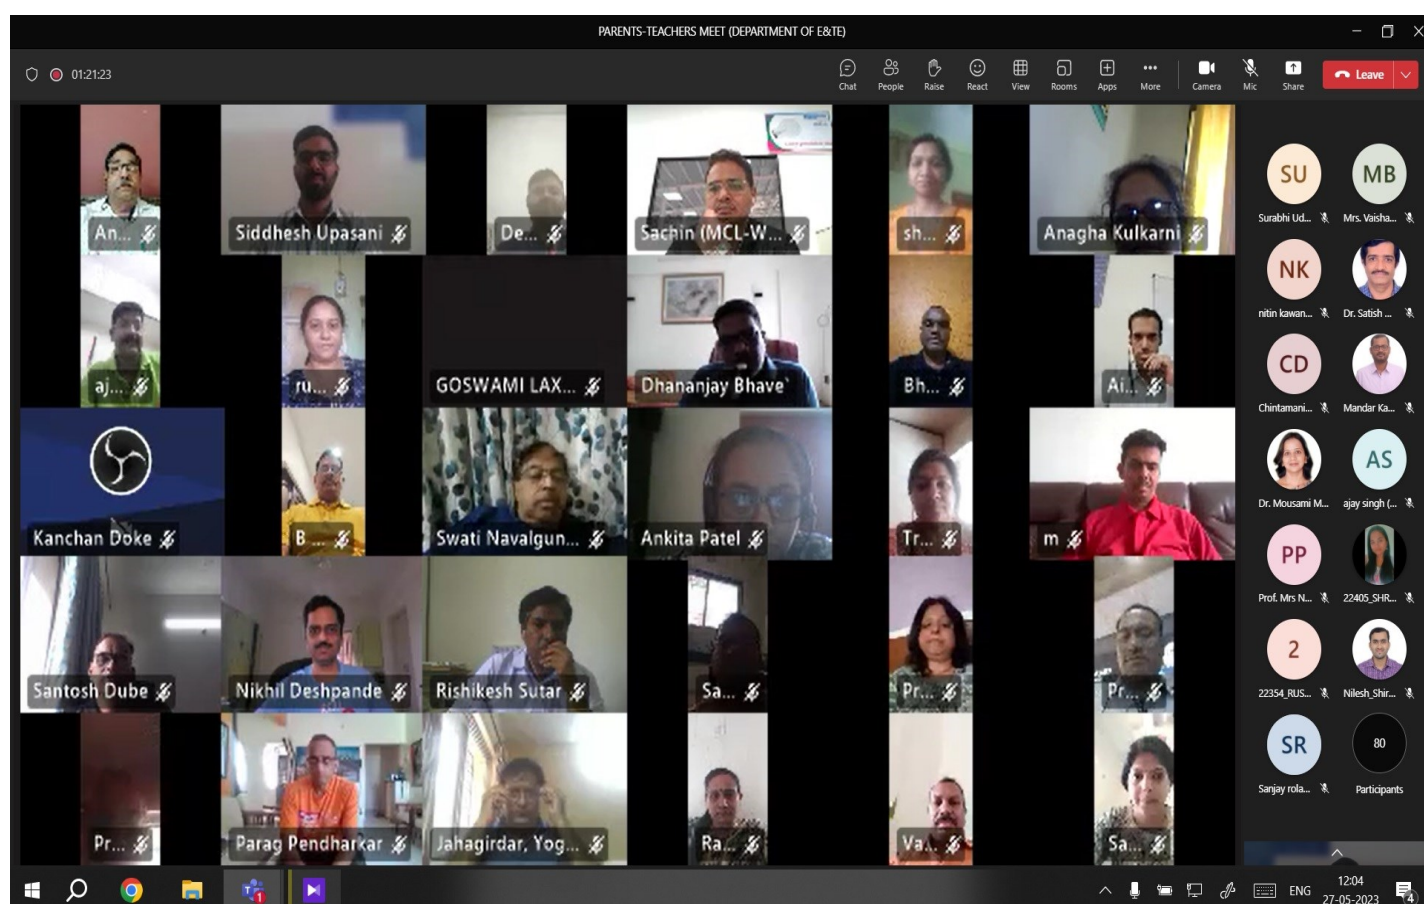 PARENTS-TEACHERS MEET (DEPARTMENT OF E&TE)
01:21:23
Chat People Raise React View Rooms Apps More Camera Mic Share Leave
An... Siddhesh Upasani De... Sachin (MCL-W... sh... Anagha Kulkarni
aj... ru... GOSWAMI LAX... Dhananjay Bhave` Bh... Ai...
Kanchan Doke B ... Swati Navalgun... Ankita Patel Tr... m
Santosh Dube Nikhil Deshpande Rishikesh Sutar Sa... Pr... Pr...
Pr... Parag Pendharkar Jahagirdar, Yog... Ra... Va... Sa...
SU MB
Surabhi Ud... Mrs. Vaisha...
NK
nitin kawan... Dr. Satish ...
CD
Chintamani... Mandar Ka...
AS
Dr. Mousami M... ajay singh (...
PP
Prof. Mrs N... 22405_SHR...
2
22354_RUS... Nilesh_Shir...
SR 80
Sanjay rola... Participants
T 1
ENG 12:04
27-05-2023 4